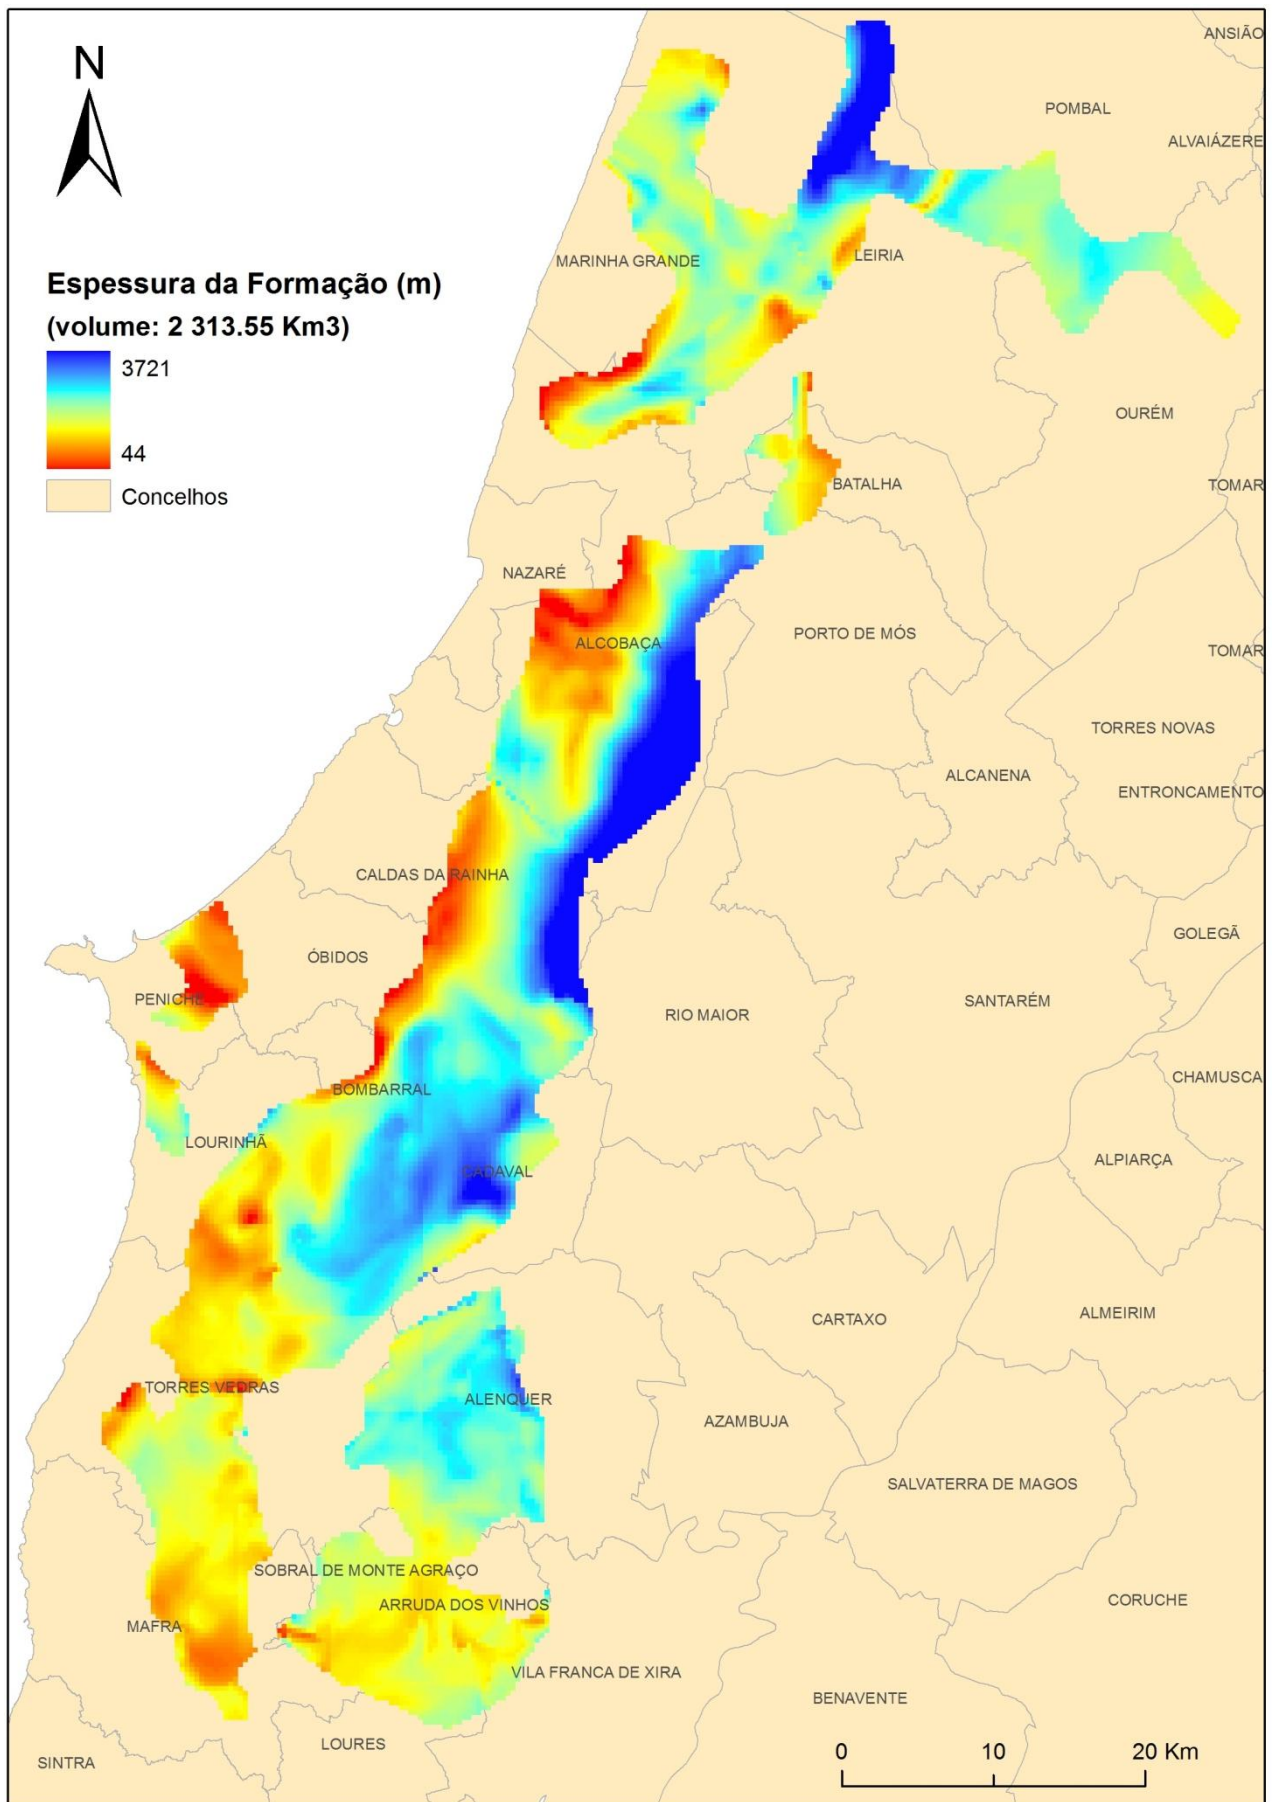 N
ANSIÃO
POMBAL
ALVAIÁZERE
Espessura da Formação (m)
(volume: 2 313.55 Km3)
3721
44
Concelhos
MARINHA GRANDE
LEIRIA
OURÉM
BATALHA
TOMAR
NAZARÉ
ALCOBAÇA
PORTO DE MÓS
TOMAR
TORRES NOVAS
ALCANENA
ENTRONCAMENTO
CALDAS DA RAINHA
GOLEGÃ
ÓBIDOS
PENICHE
SANTARÉM
RIO MAIOR
CHAMUSCA
BOMBARRAL
LOURINHÃ
ALPIARÇA
CADAVAL
CARTAXO
ALMEIRIM
TORRES VEDRAS
ALENQUER
AZAMBUJA
SALVATERRA DE MAGOS
SOBRAL DE MONTE AGRAÇO
CORUCHE
ARRUDA DOS VINHOS
MAFRA
VILA FRANCA DE XIRA
BENAVENTE
LOURES
SINTRA
0 10 20 Km